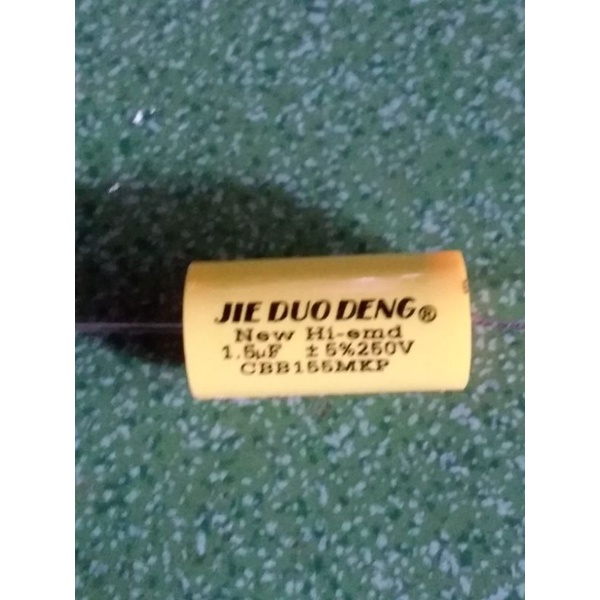 JIE DUO DENG®
New Hi-emd
1.5µF ±5%250V
CBB155MKP